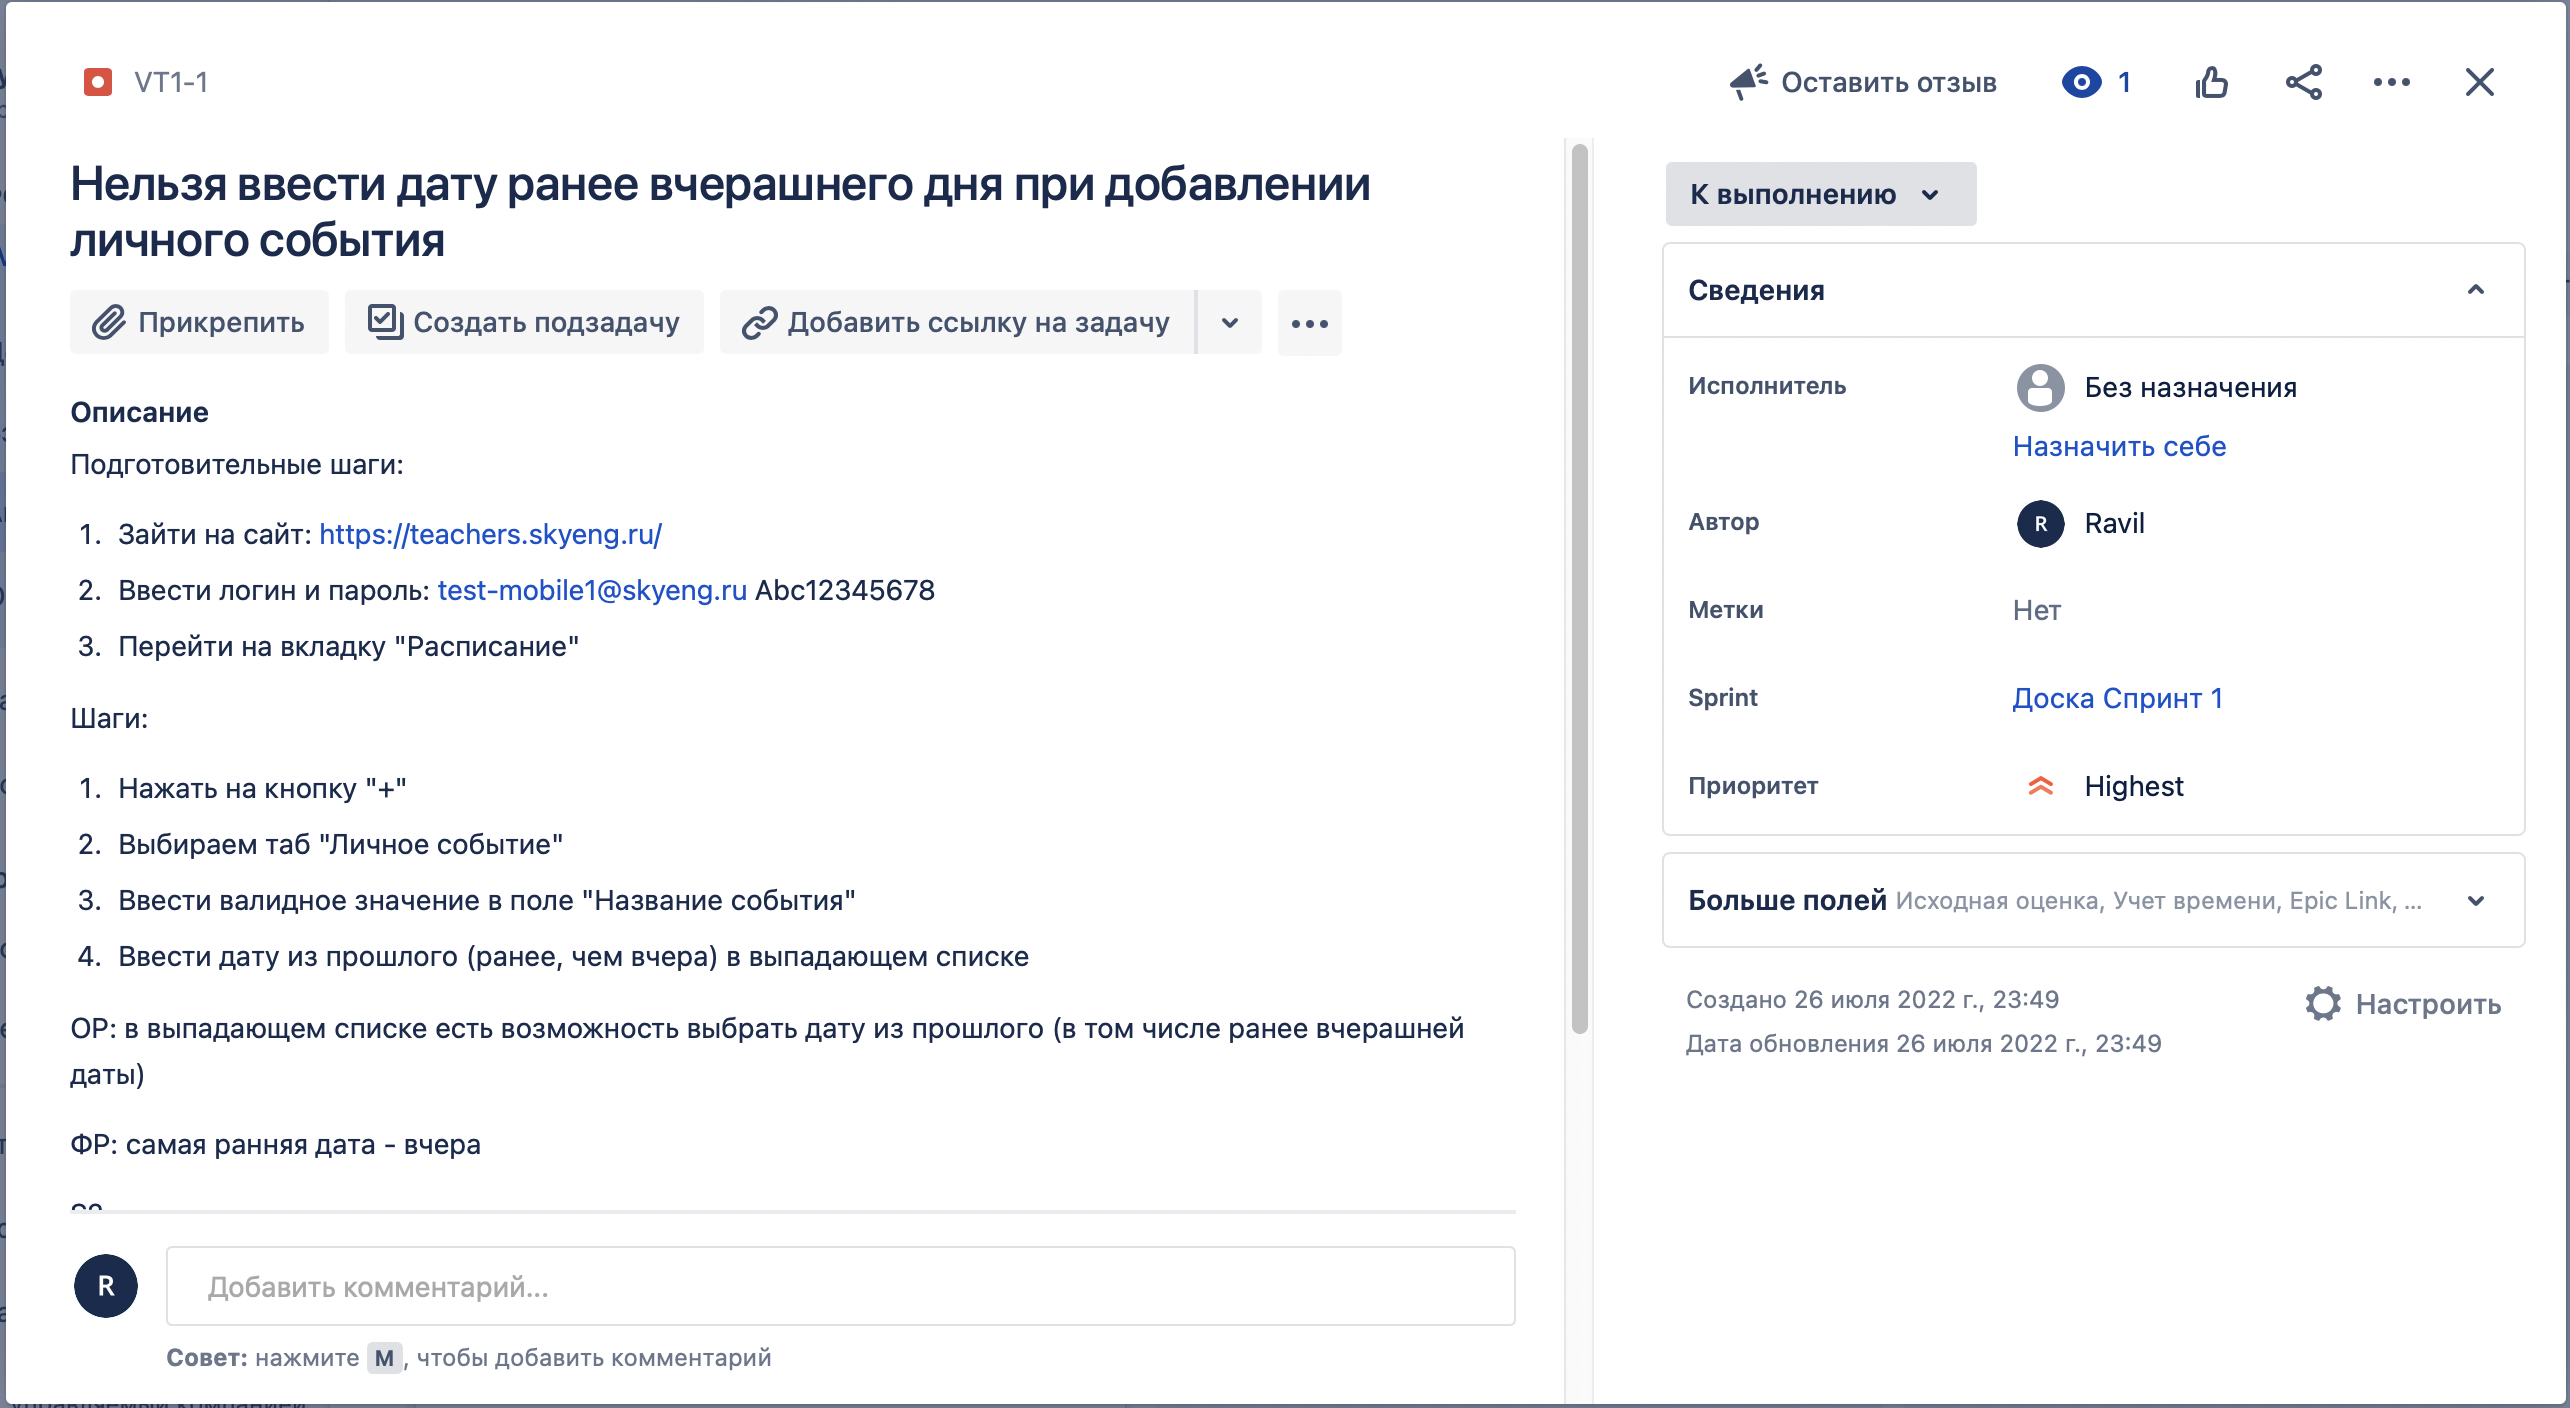 VT1-1
Оставить отзыв
1
Нельзя ввести дату ранее вчерашнего дня при добавлении
личного события
Прикрепить
Создать подзадачу
Добавить ссылку на задачу
Описание
Подготовительные шаги:
1. Зайти на сайт: https://teachers.skyeng.ru/
2. Ввести логин и пароль: test-mobile1@skyeng.ru Abc12345678
3. Перейти на вкладку "Расписание"
Шаги:
1. Нажать на кнопку "+"
2. Выбираем таб "Личное событие"
3. Ввести валидное значение в поле "Название события"
4. Ввести дату из прошлого (ранее, чем вчера) в выпадающем списке
ОР: в выпадающем списке есть возможность выбрать дату из прошлого (в том числе ранее вчерашней
даты)
ФР: самая ранняя дата - вчера
R
Добавить комментарий...
Совет: нажмите M, чтобы добавить комментарий
К выполнению
Сведения
Исполнитель
Без назначения
Назначить себе
Автор
R Ravil
Метки
Нет
Sprint
Доска Спринт 1
Приоритет
Highest
Больше полей Исходная оценка, Учет времени, Epic Link, ...
Создано 26 июля 2022 г., 23:49
Настроить
Дата обновления 26 июля 2022 г., 23:49